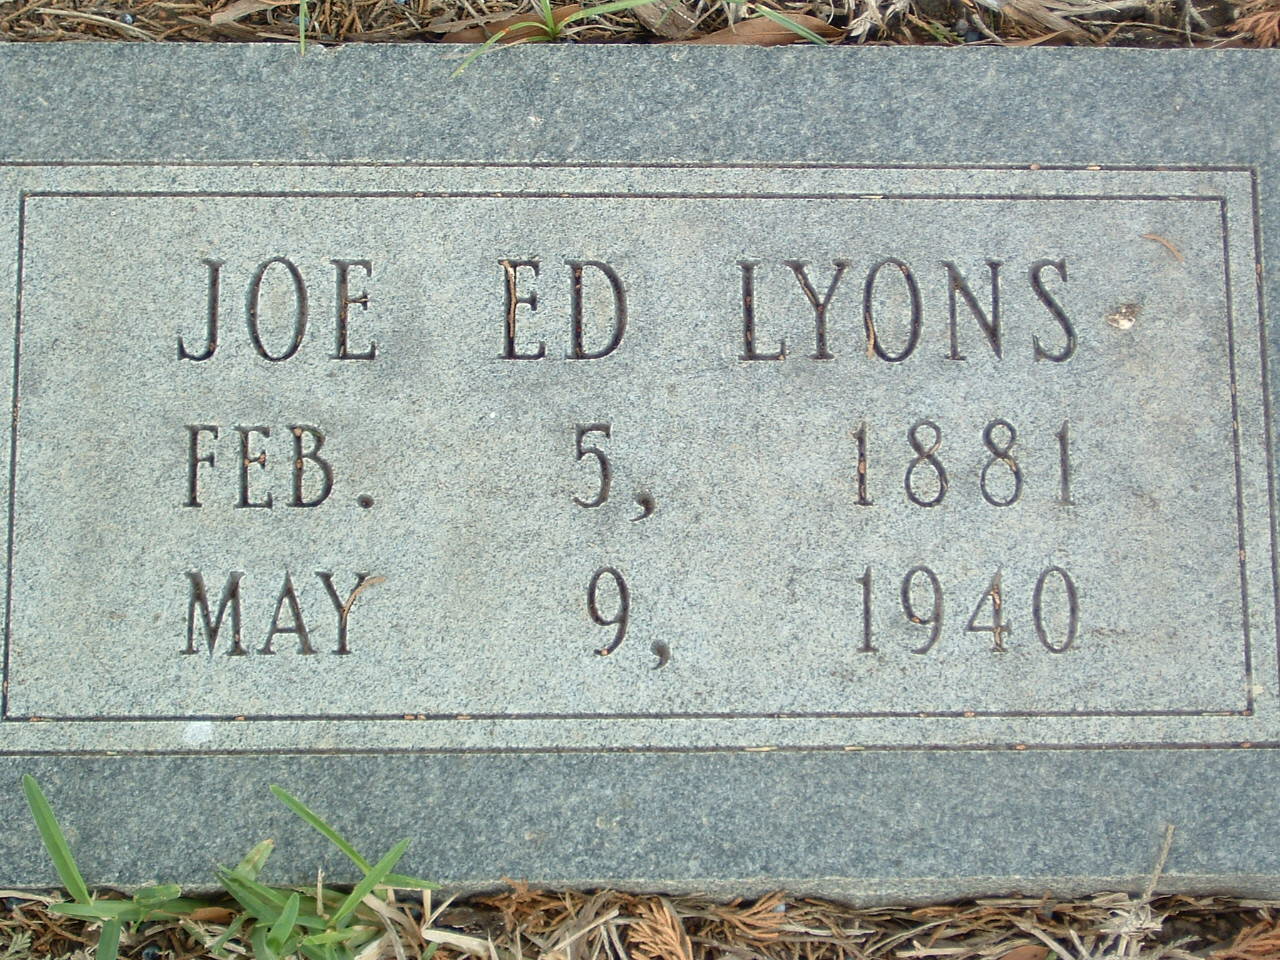 JOE ED LYONS
FEB. 5, 1881
MAY 9, 1940